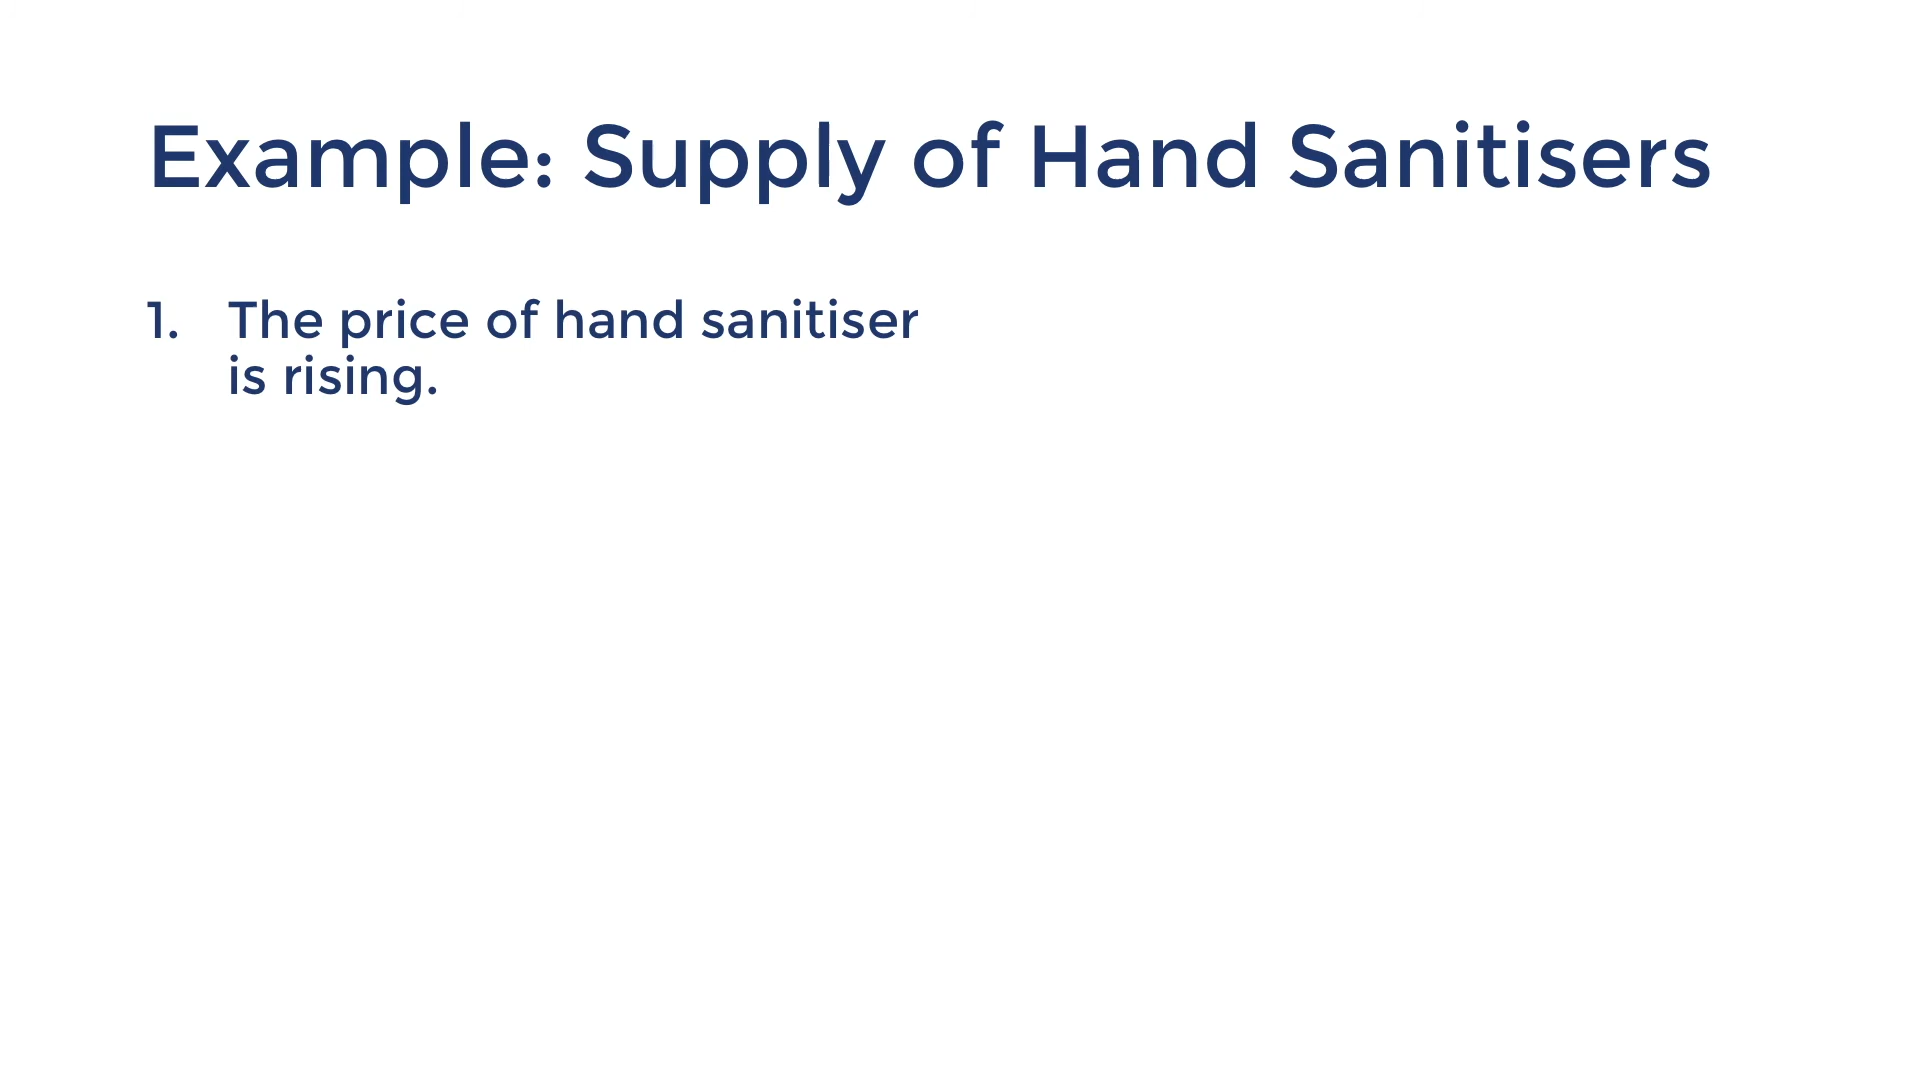 Example: Supply of Hand Sanitisers
1. The price of hand sanitiser
is rising.